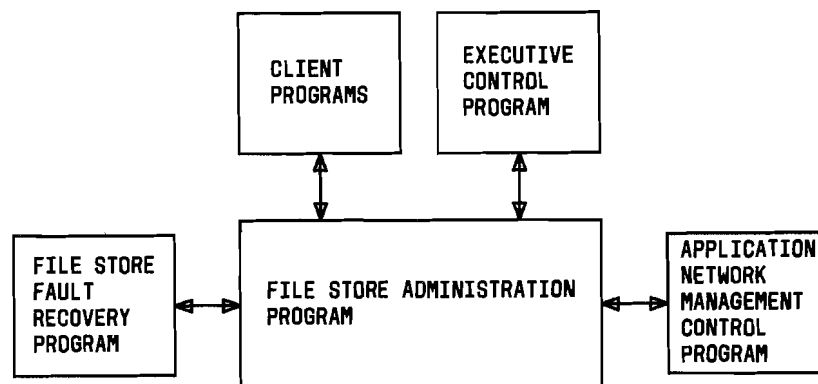 CLIENT
PROGRAMS
EXECUTIVE
CONTROL
PROGRAM
FILE STORE
FAULT
RECOVERY
PROGRAM
FILE STORE ADMINISTRATION
PROGRAM
APPLICATION
NETWORK
MANAGEMENT
CONTROL
PROGRAM